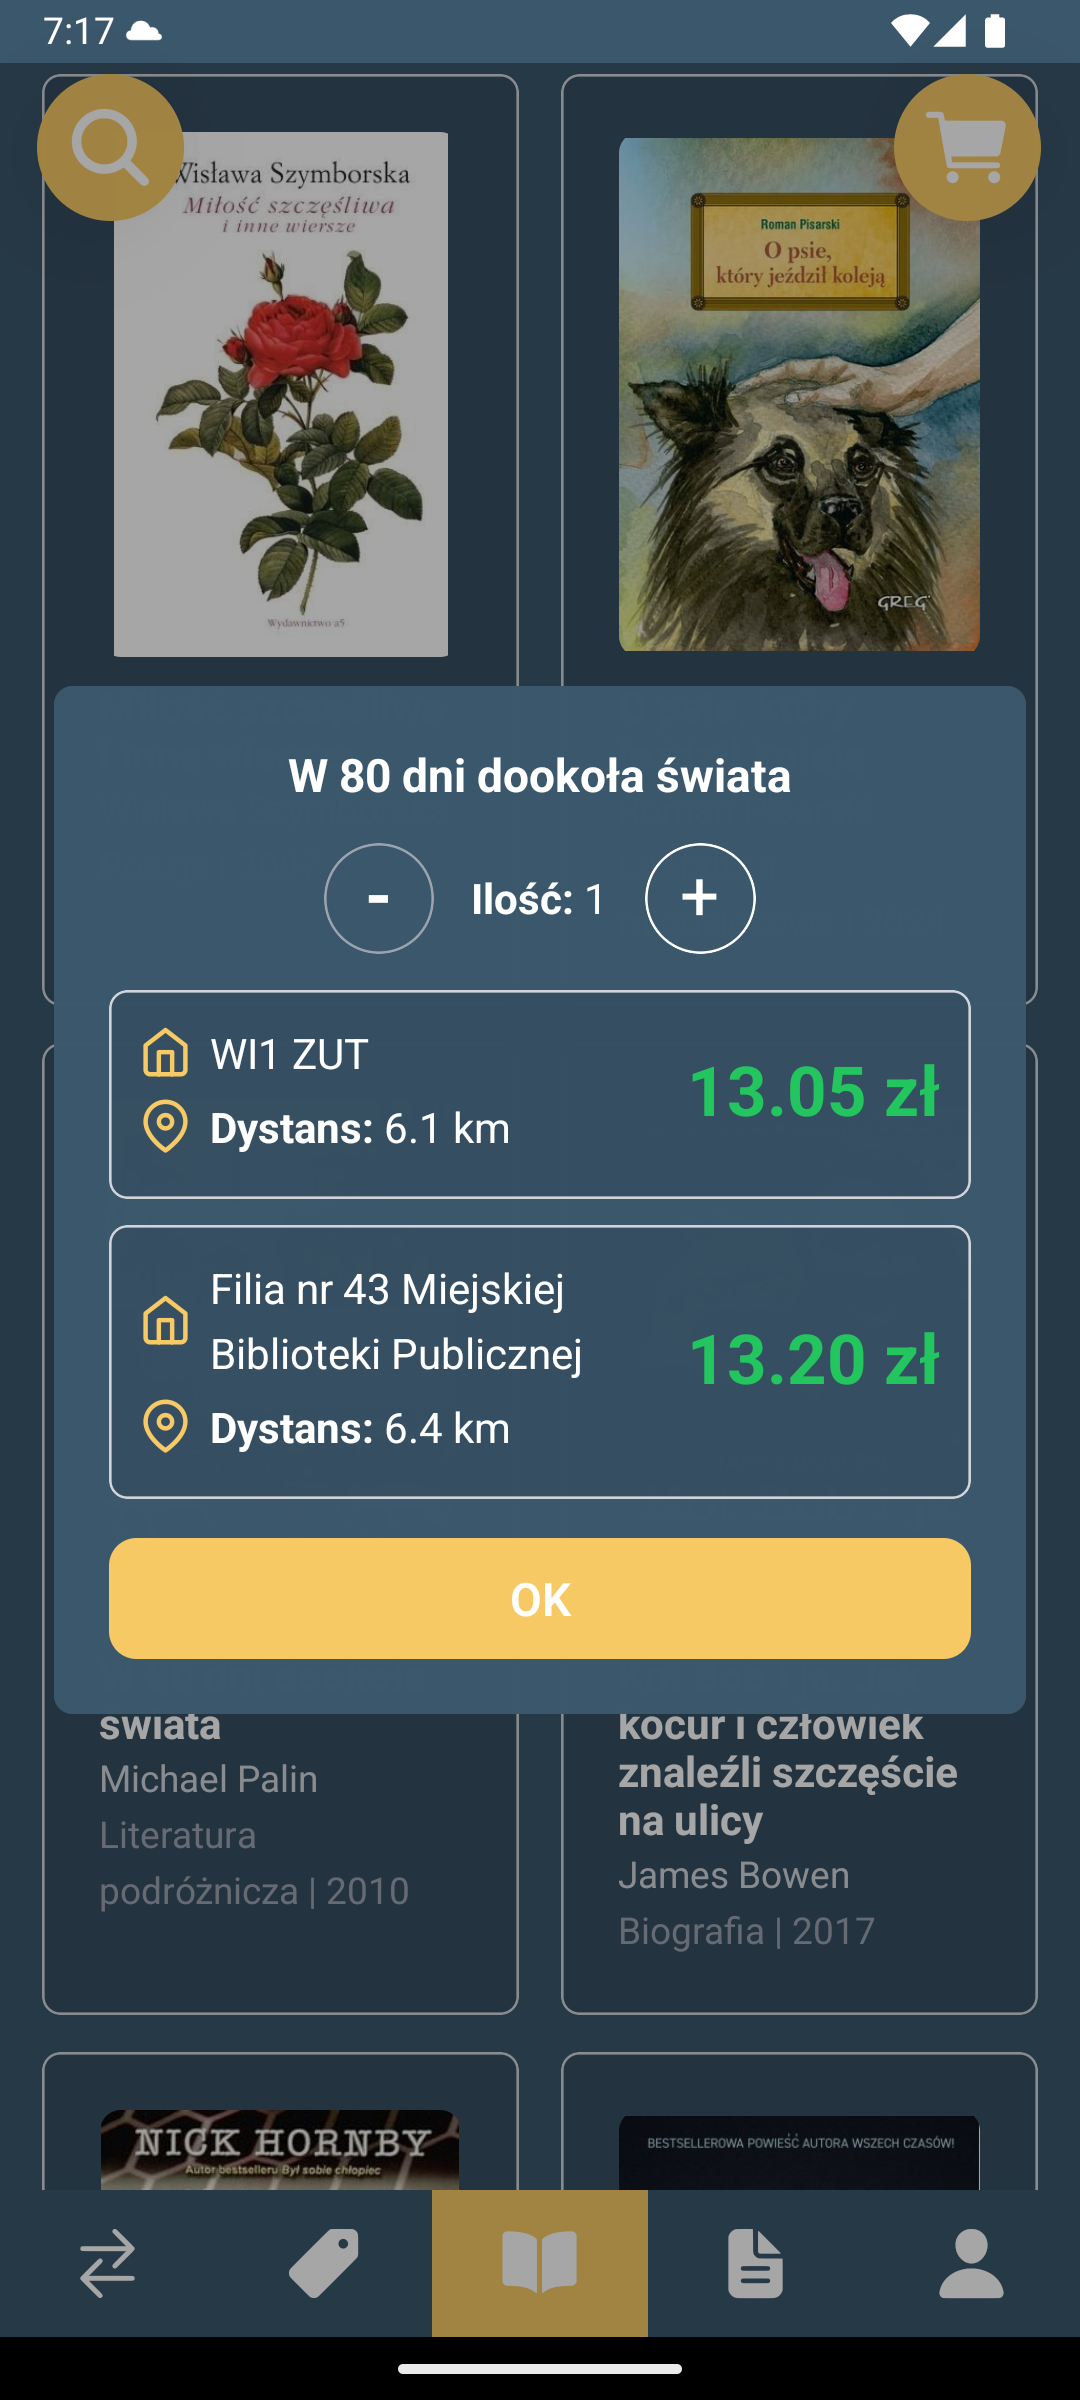 7:17
Wisława Szymborska
Miłość szczęśliwa
i inne wiersze
Wydawnictwo a5
Roman Pisarski
O psie,
który jeździł koleją
GREG
W 80 dni dookoła świata
-
Ilość: 1
+
WI1 ZUT
Dystans: 6.1 km
13.05 zł
Filia nr 43 Miejskiej
Biblioteki Publicznej
Dystans: 6.4 km
13.20 zł
OK
świata
Michael Palin
Literatura
podróżnicza | 2010
kocur i człowiek
znaleźli szczęście
na ulicy
James Bowen
Biografia | 2017
NICK HORNBY
Autor bestselleru Był sobie chłopiec
BESTSELLEROWA POWIEŚĆ AUTORA WSZECH CZASÓW!